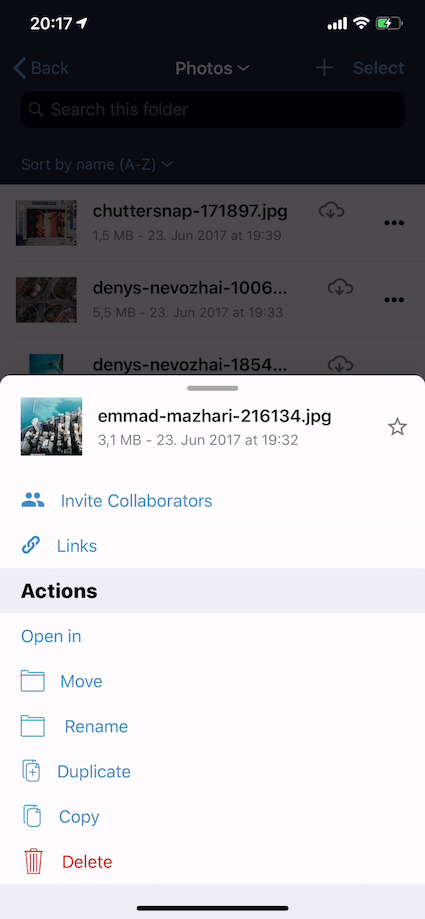 20:17
Back
Photos
Select
Search this folder
Sort by name (A-Z)
chuttersnap-171897.jpg
1,5 MB - 23. Jun 2017 at 19:39
denys-nevozhai-1006...
5,5 MB - 23. Jun 2017 at 19:33
denys-nevozhai-1854...
emmad-mazhari-216134.jpg
3,1 MB - 23. Jun 2017 at 19:32
Invite Collaborators
Links
Actions
Open in
Move
Rename
Duplicate
Copy
Delete